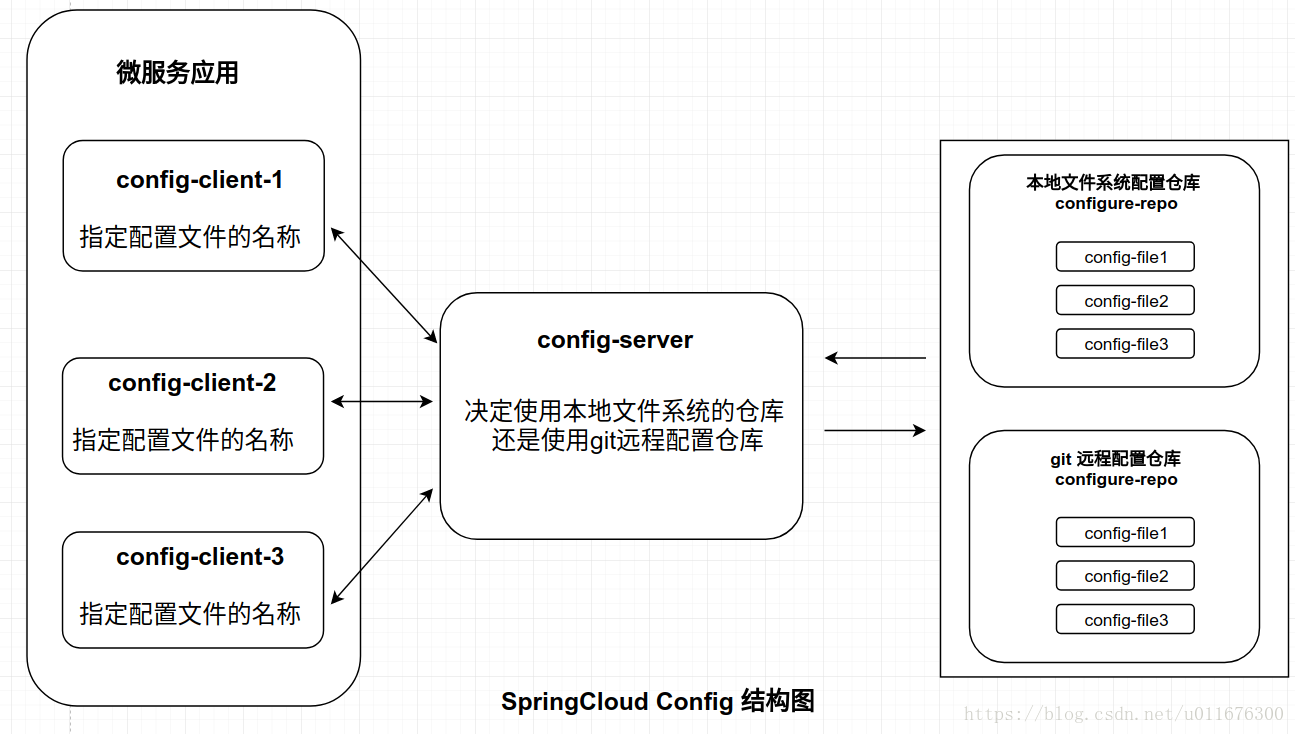 微服务应用
config-client-1
指定配置文件的名称
config-client-2
指定配置文件的名称
config-client-3
指定配置文件的名称
config-server
决定使用本地文件系统的仓库
还是使用git远程配置仓库
本地文件系统配置仓库
configure-repo
config-file1
config-file2
config-file3
git 远程配置仓库
configure-repo
config-file1
config-file2
config-file3
SpringCloud Config 结构图
https://blog.csdn.net/u011676300